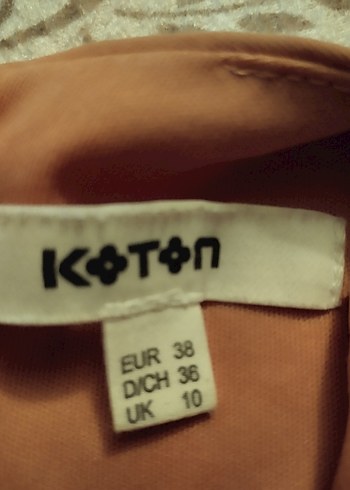 KOTON
EUR 38
D/CH 36
UK 10